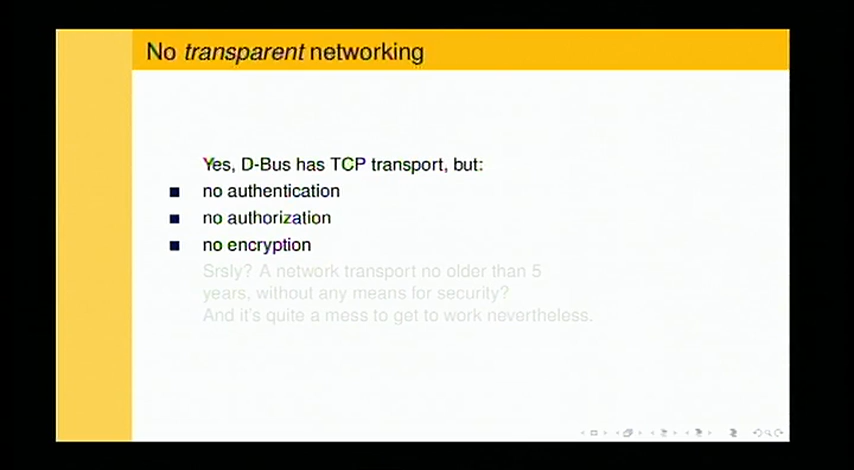 No transparent networking
Yes, D-Bus has TCP transport, but:
no authentication
no authorization
no encryption
Srsly? A network transport no older than 5
years, without any means for security?
And it's quite a mess to get to work nevertheless.